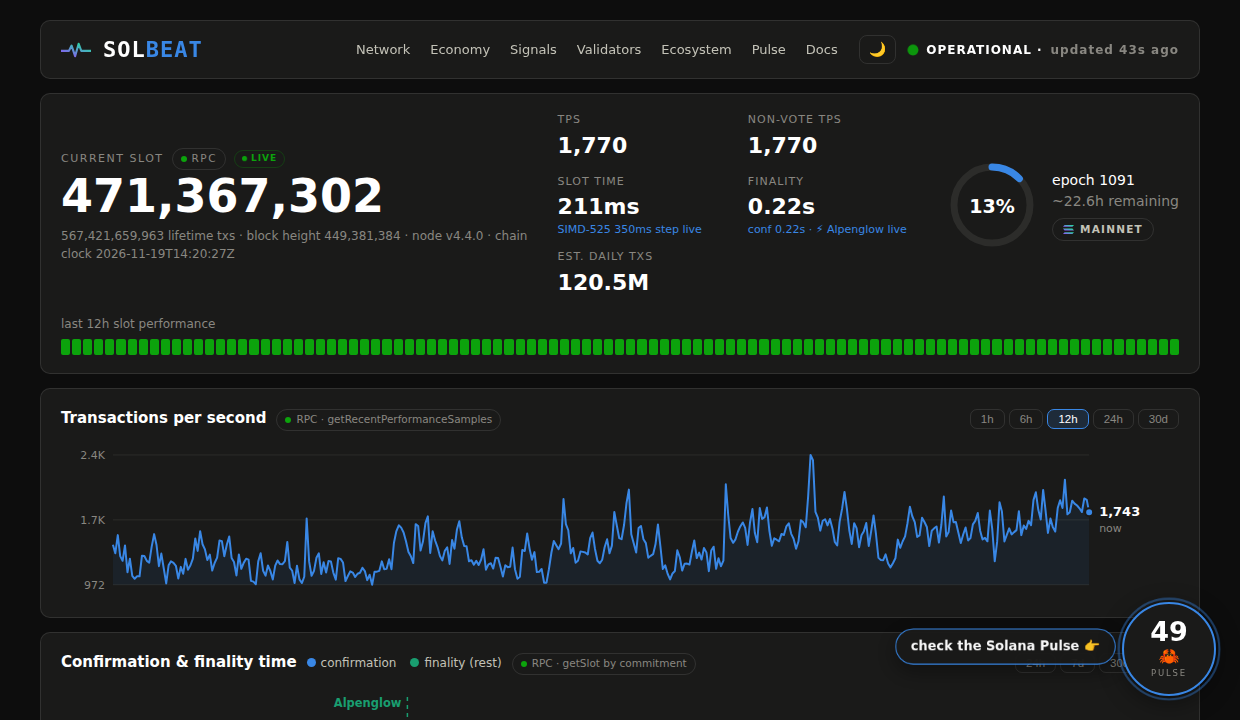 SOLBEAT
Network Economy Signals Validators Ecosystem Pulse Docs 🌙 OPERATIONAL · updated 43s ago
CURRENT SLOT RPC LIVE
471,367,302
567,421,659,963 lifetime txs · block height 449,381,384 · node v4.4.0 · chain
clock 2026-11-19T14:20:27Z
TPS
1,770
NON-VOTE TPS
1,770
SLOT TIME
211ms
SIMD-525 350ms step live
FINALITY
0.22s
conf 0.22s · ⚡ Alpenglow live
EST. DAILY TXS
120.5M
13%
epoch 1091
~22.6h remaining
MAINNET
last 12h slot performance
Transactions per second RPC · getRecentPerformanceSamples
1h 6h 12h 24h 30d
2.4K
1.7K
972
1,743
now
Confirmation & finality time confirmation finality (rest) RPC · getSlot by commitment
check the Solana Pulse 👉
49
🦀
PULSE
Alpenglow